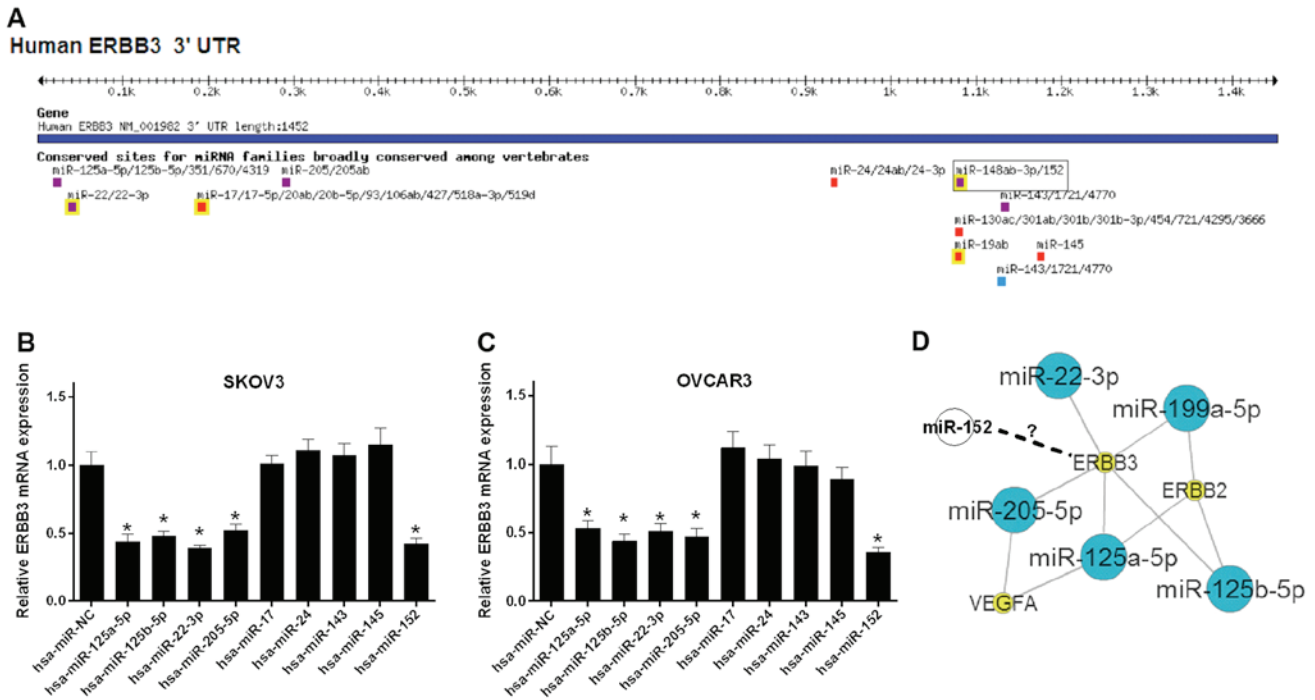 A
Human ERBB3 3' UTR
0.1k 0.2k 0.3k 0.4k 0.5k 0.6k 0.7k 0.8k 0.9k 1.0k 1.1k 1.2k 1.3k 1.4k
Gene
Human ERBB3 NM_001982 3' UTR length:1452
Conserved sites for miRNA families broadly conserved among vertebrates
miR-125a-5p/125b-5p/351/670/4319 miR-205/205ab miR-24/24ab/24-3p miR-148ab-3p/152
miR-22/22-3p miR-17/17-5p/20ab/20b-5p/93/106ab/427/518a-3p/519d miR-143/1721/4770
miR-130ac/301ab/301b/301b-3p/454/721/4295/3666
miR-19ab miR-145
miR-143/1721/4770
B
SKOV3
Relative ERBB3 mRNA expression
1.5
1.0
0.5
0.0
* * * * *
hsa-miR-NC
hsa-miR-125a-5p
hsa-miR-125b-5p
hsa-miR-22-3p
hsa-miR-205-5p
hsa-miR-17
hsa-miR-24
hsa-miR-143
hsa-miR-145
hsa-miR-152
C
OVCAR3
Relative ERBB3 mRNA expression
1.5
1.0
0.5
0.0
* * * * *
hsa-miR-NC
hsa-miR-125a-5p
hsa-miR-125b-5p
hsa-miR-22-3p
hsa-miR-205-5p
hsa-miR-17
hsa-miR-24
hsa-miR-143
hsa-miR-145
hsa-miR-152
D
miR-22-3p
miR-199a-5p
miR-152
?
ERBB3
ERBB2
miR-205-5p
miR-125a-5p
miR-125b-5p
VEGFA